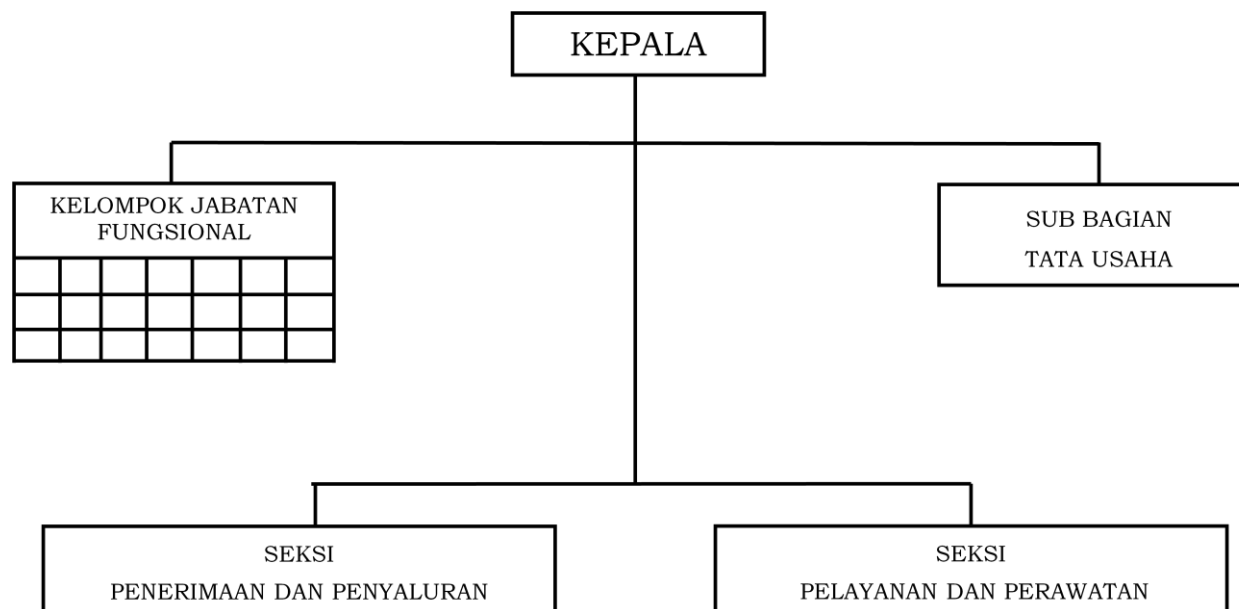 KEPALA
KELOMPOK JABATAN
FUNGSIONAL
SUB BAGIAN
TATA USAHA
SEKSI
PENERIMAAN DAN PENYALURAN
SEKSI
PELAYANAN DAN PERAWATAN